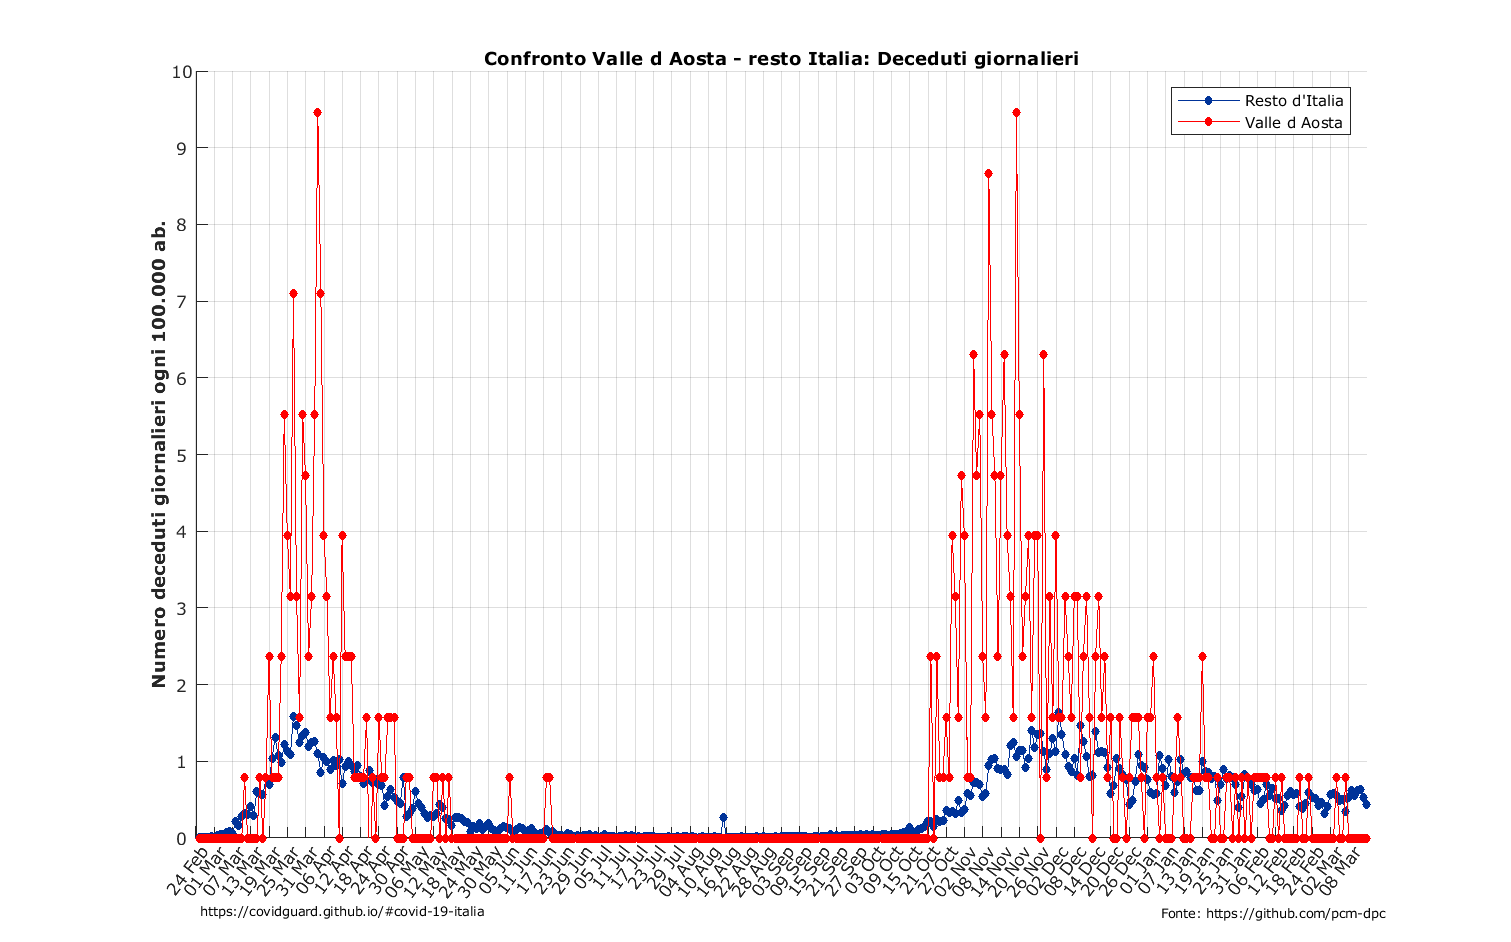 Confronto Valle d Aosta - resto Italia: Deceduti giornalieri
Resto d'Italia
Valle d Aosta
Numero deceduti giornalieri ogni 100.000 ab.
10
9
8
7
6
5
4
3
2
1
0
24 Feb
01 Mar
07 Mar
13 Mar
19 Mar
25 Mar
31 Mar
06 Apr
12 Apr
18 Apr
24 Apr
30 Apr
06 May
12 May
18 May
24 May
30 May
05 Jun
11 Jun
17 Jun
23 Jun
29 Jun
05 Jul
11 Jul
17 Jul
23 Jul
29 Jul
04 Aug
10 Aug
16 Aug
22 Aug
28 Aug
03 Sep
09 Sep
15 Sep
21 Sep
27 Sep
03 Oct
09 Oct
15 Oct
21 Oct
27 Oct
02 Nov
08 Nov
14 Nov
20 Nov
26 Nov
02 Dec
08 Dec
14 Dec
20 Dec
26 Dec
01 Jan
07 Jan
13 Jan
19 Jan
25 Jan
31 Jan
06 Feb
12 Feb
18 Feb
24 Feb
02 Mar
08 Mar
https://covidguard.github.io/#covid-19-italia
Fonte: https://github.com/pcm-dpc